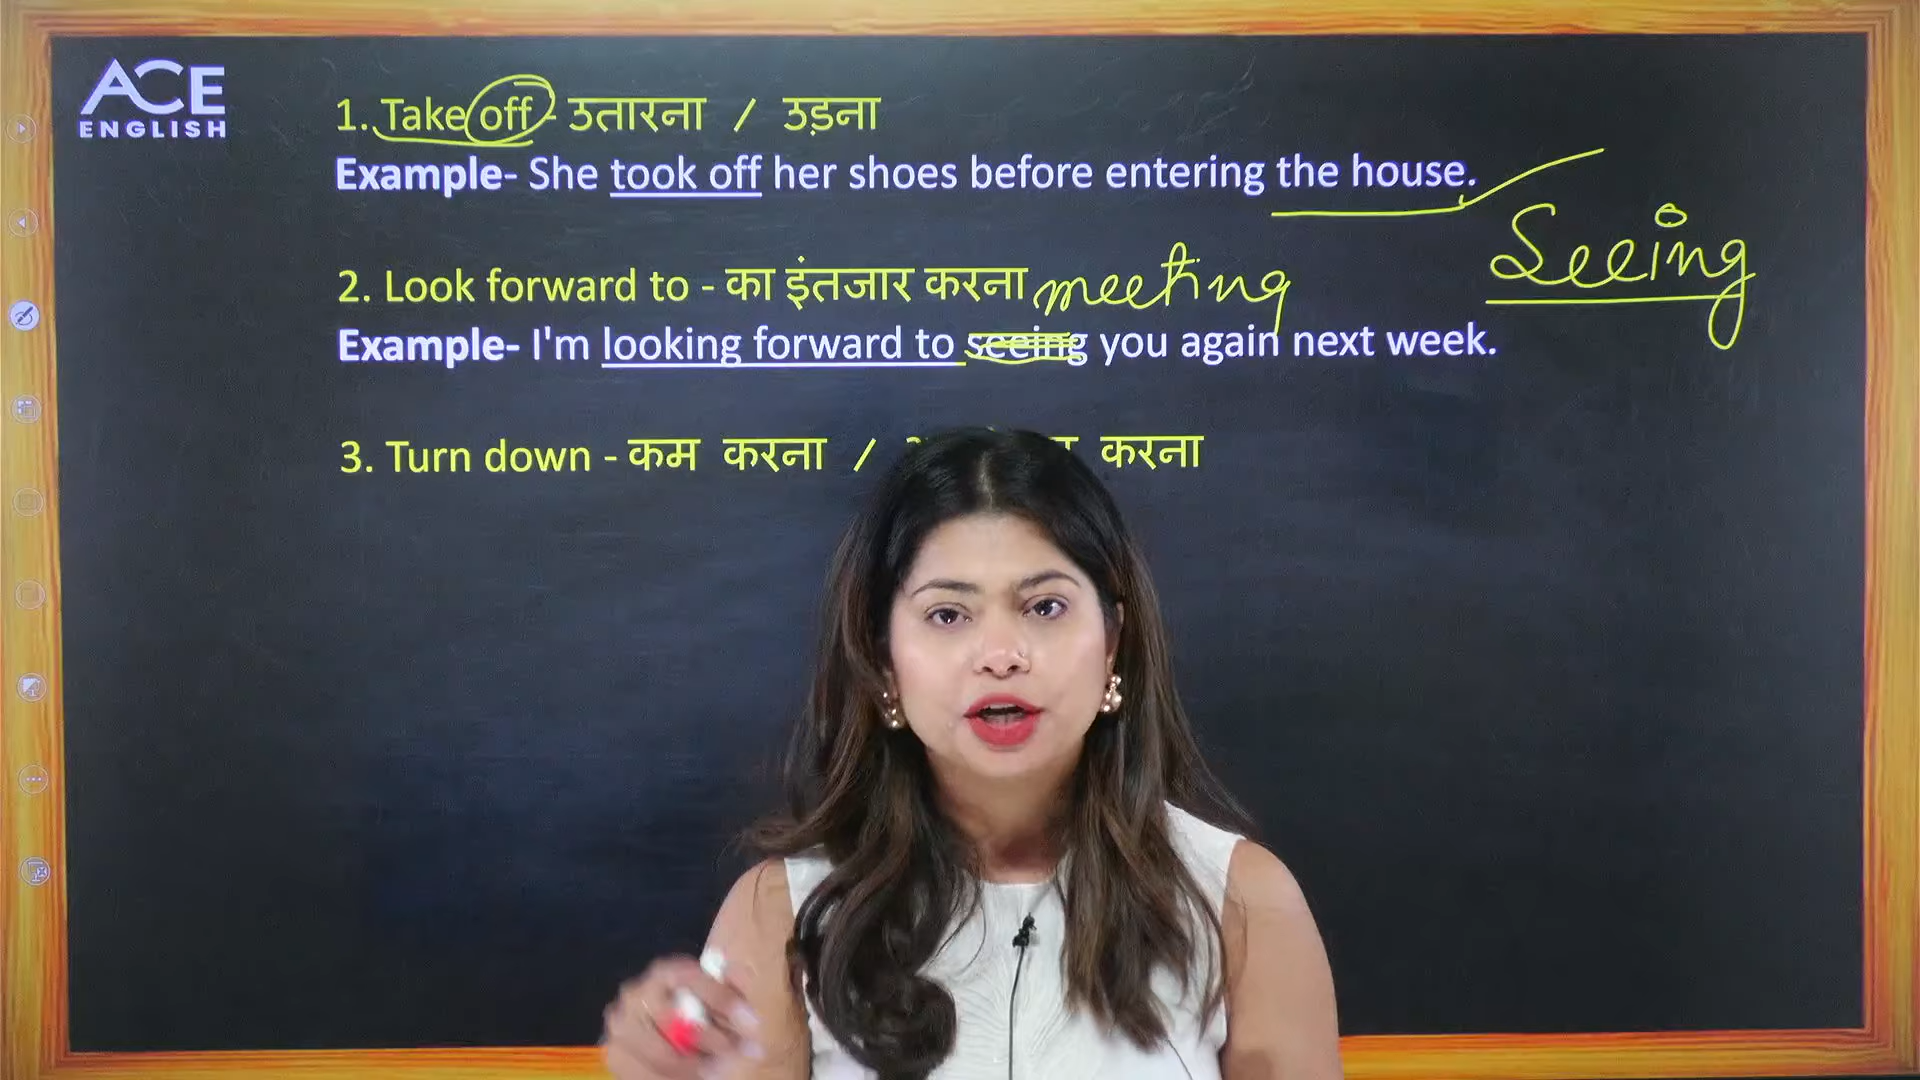 ACE
ENGLISH
1. Take off - उतारना / उड़ना
Example- She took off her shoes before entering the house.
Seeing
2. Look forward to - का इंतजार करना meeting
Example- I'm looking forward to seeing you again next week.
3. Turn down - कम करना / करना